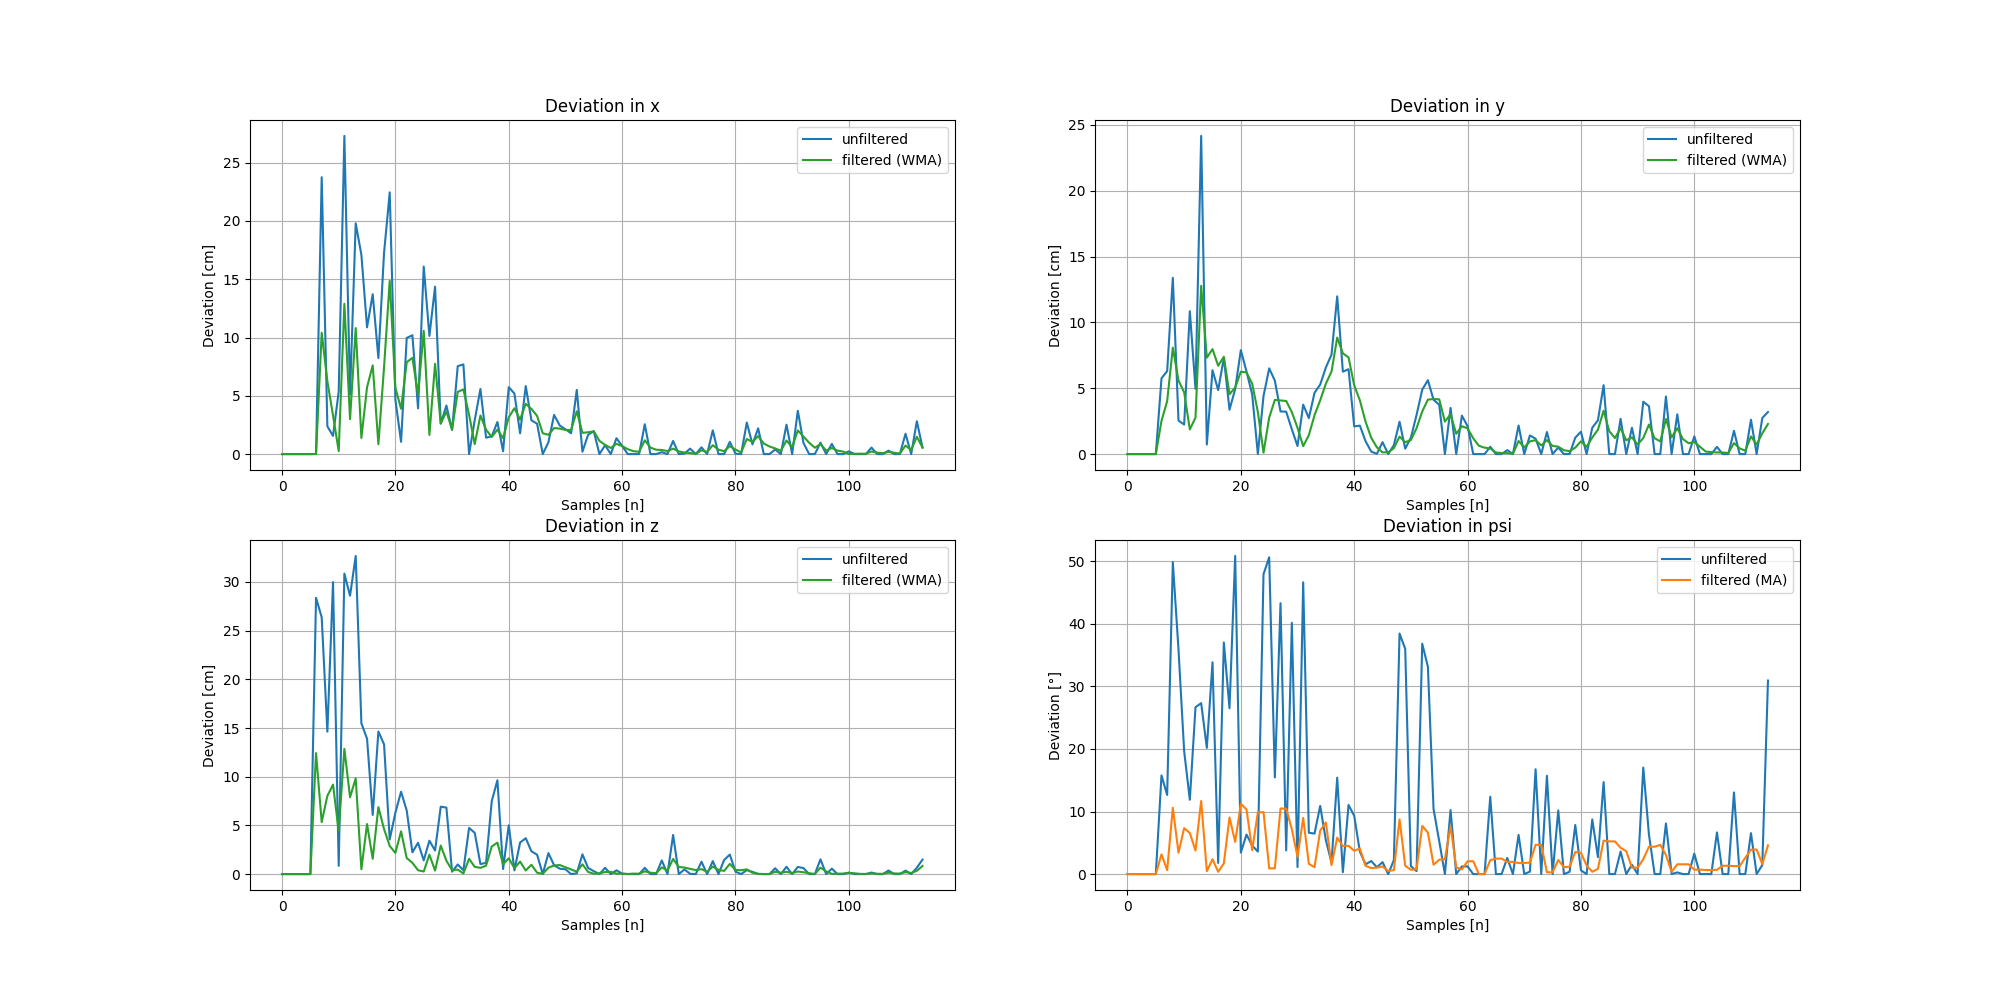 Deviation in x
unfiltered
filtered (WMA)
Deviation [cm]
25
20
15
10
5
0
0 20 40 60 80 100
Samples [n]
Deviation in y
unfiltered
filtered (WMA)
Deviation [cm]
25
20
15
10
5
0
0 20 40 60 80 100
Samples [n]
Deviation in z
unfiltered
filtered (WMA)
Deviation [cm]
30
25
20
15
10
5
0
0 20 40 60 80 100
Samples [n]
Deviation in psi
unfiltered
filtered (MA)
Deviation [°]
50
40
30
20
10
0
0 20 40 60 80 100
Samples [n]